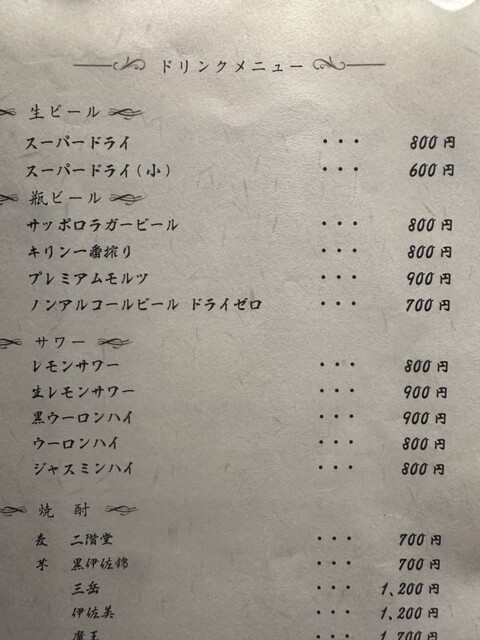 ドリンクメニュー
生ビール
スーパードライ ・・・ 800円
スーパードライ(小) ・・・ 600円
瓶ビール
サッポロラガービール ・・・ 800円
キリン一番搾り ・・・ 800円
プレミアムモルツ ・・・ 900円
ノンアルコールビール ドライゼロ ・・・ 700円
サワー
レモンサワー ・・・ 800円
生レモンサワー ・・・ 900円
黒ウーロンハイ ・・・ 900円
ウーロンハイ ・・・ 800円
ジャスミンハイ ・・・ 800円
焼 酎
麦 二階堂 ・・・ 700円
芋 黒伊佐錦 ・・・ 700円
三岳 ・・・ 1,200円
伊佐美 ・・・ 1,200円
魔王 ・・・ 1,700円